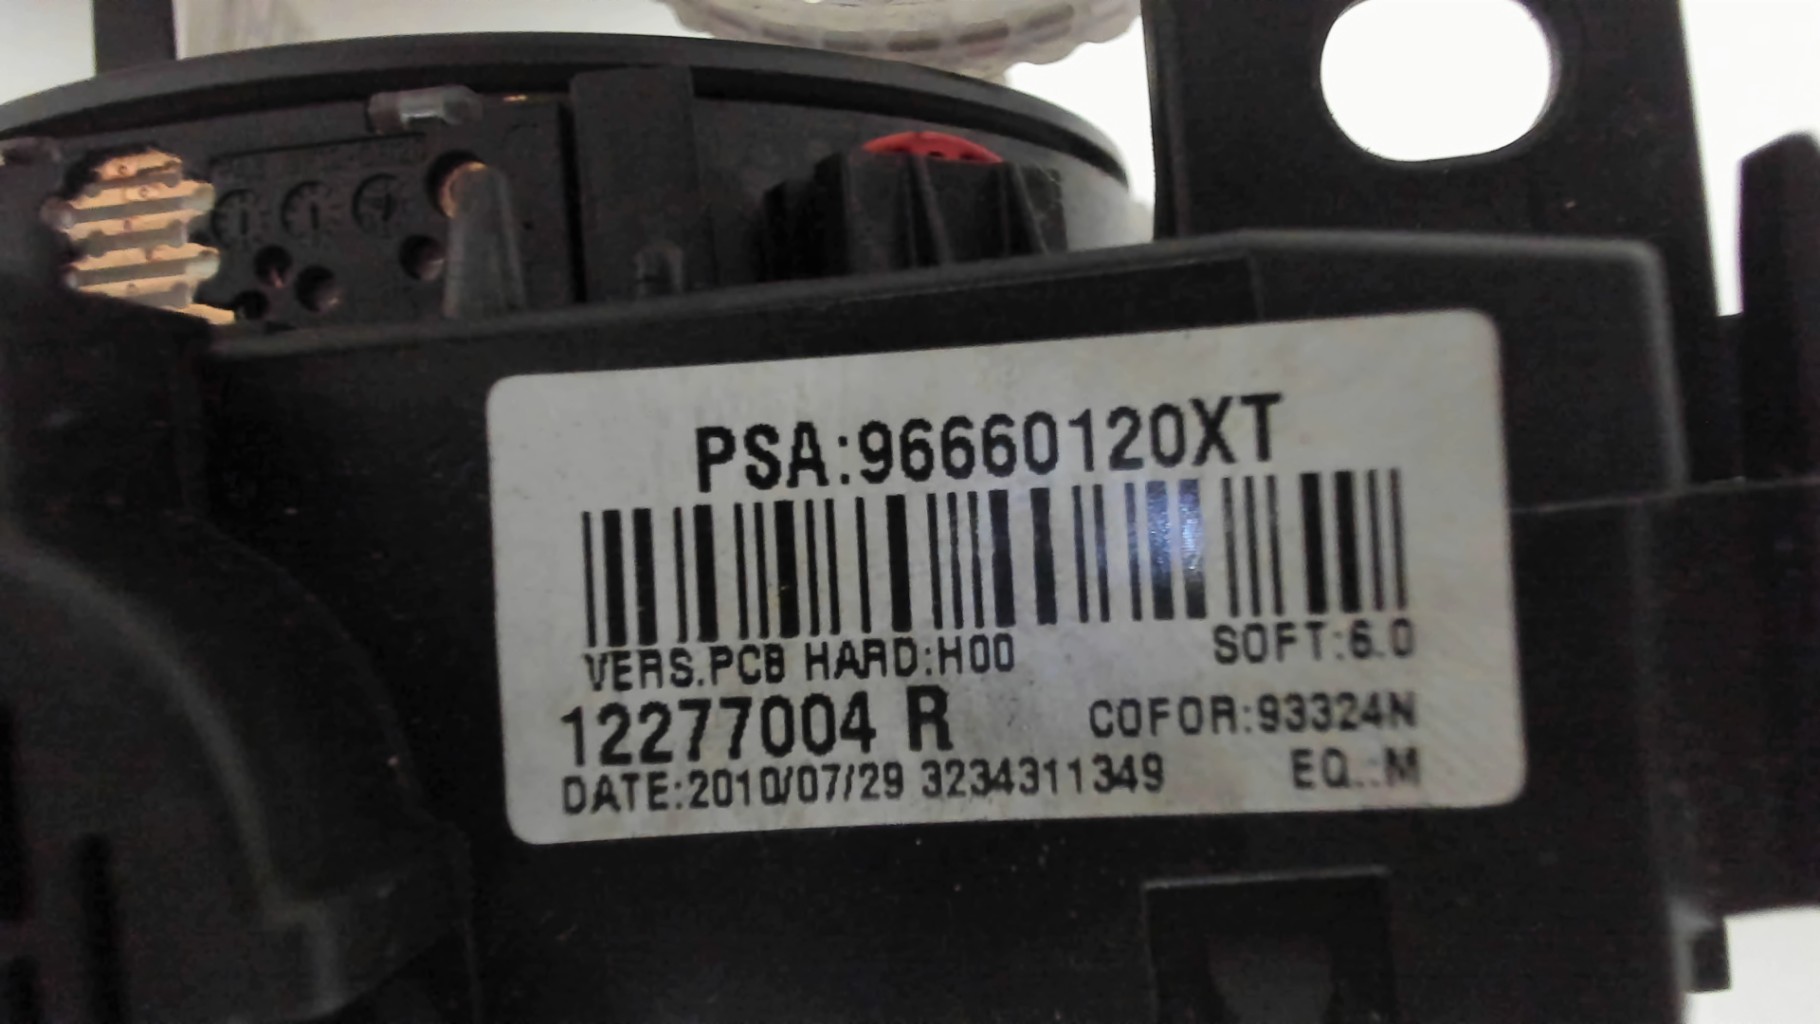 PSA:96660120XT
VERS.PCB HARD:H00 SOFT:6.0
12277004 R COFOR:93324N
DATE:2010/07/29 3234311349 EQ.:M